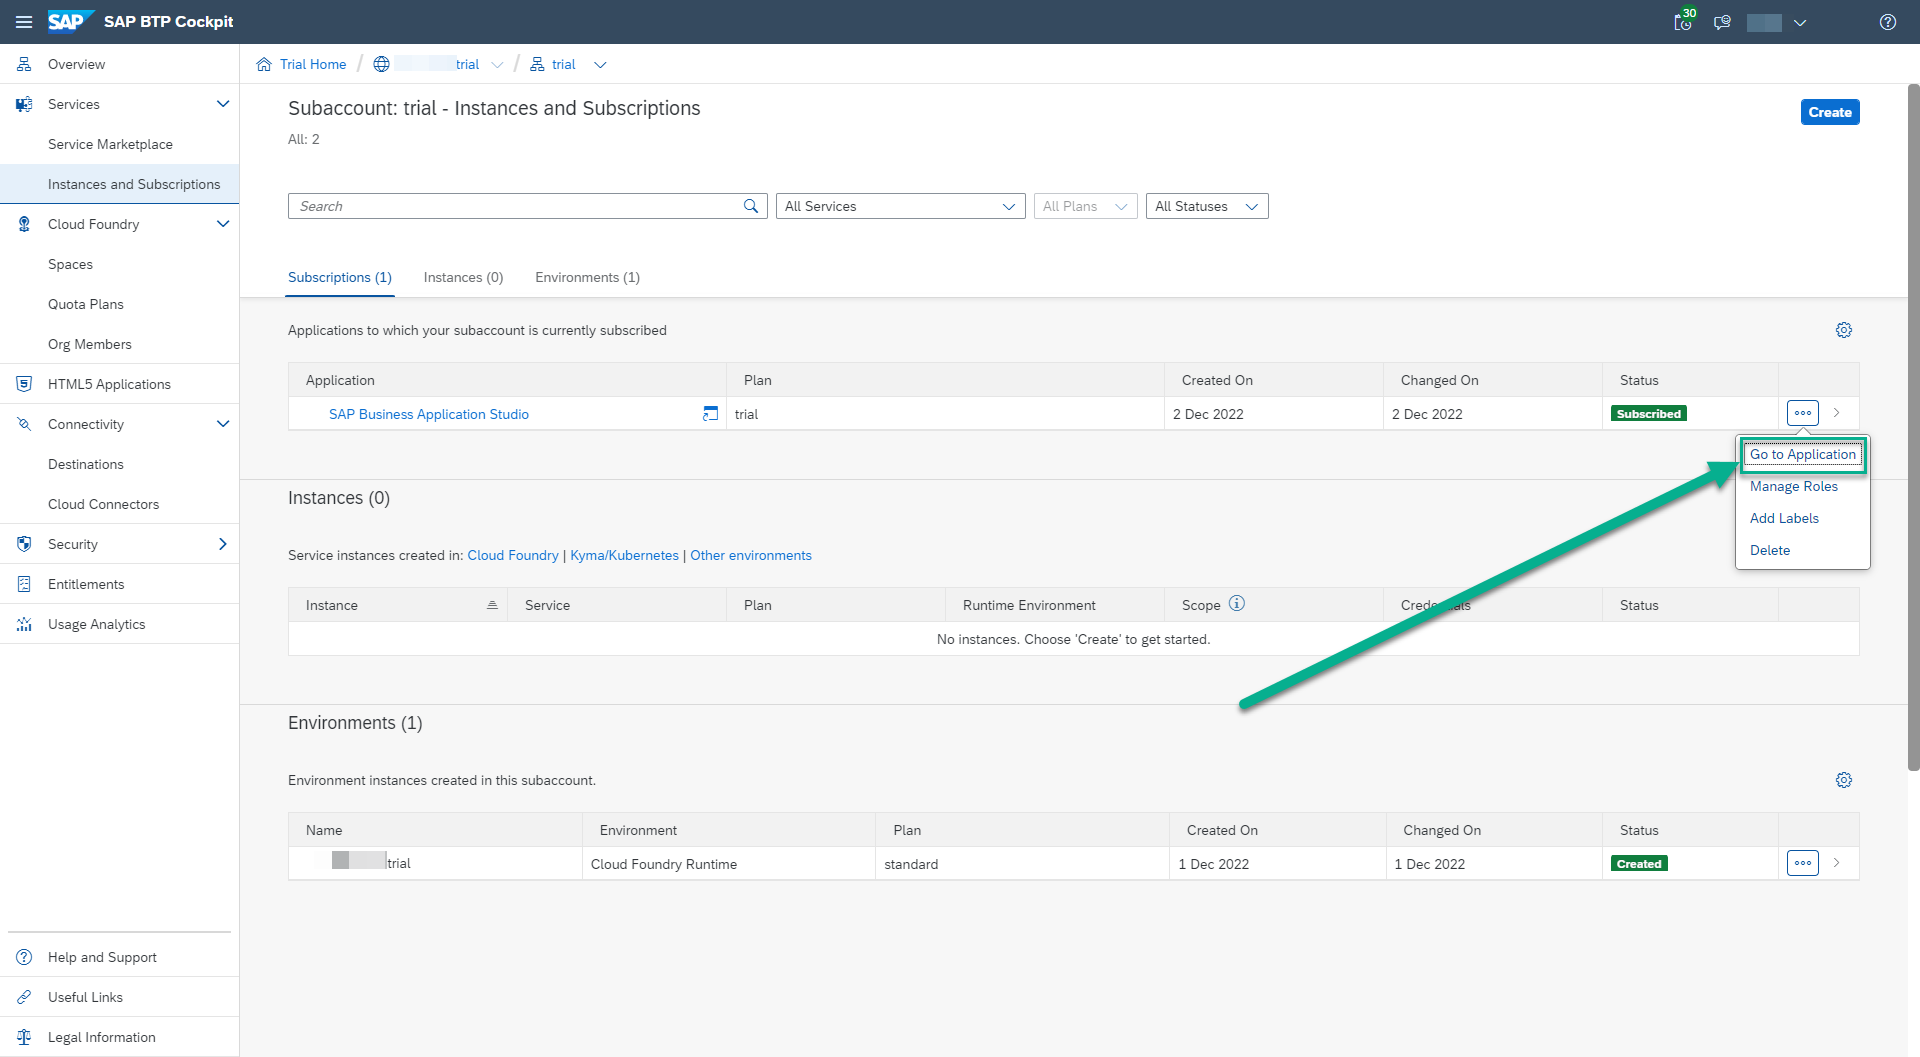 SAP SAP BTP Cockpit
30
Overview
Services
Service Marketplace
Instances and Subscriptions
Cloud Foundry
Spaces
Quota Plans
Org Members
HTML5 Applications
Connectivity
Destinations
Cloud Connectors
Security
Entitlements
Usage Analytics
Help and Support
Useful Links
Legal Information
Trial Home / trial / trial
Subaccount: trial - Instances and Subscriptions
All: 2
Create
Search
All Services
All Plans
All Statuses
Subscriptions (1) Instances (0) Environments (1)
Applications to which your subaccount is currently subscribed
Application Plan Created On Changed On Status
SAP Business Application Studio trial 2 Dec 2022 2 Dec 2022 Subscribed
Go to Application
Manage Roles
Add Labels
Delete
Instances (0)
Service instances created in: Cloud Foundry | Kyma/Kubernetes | Other environments
Instance Service Plan Runtime Environment Scope Credentials Status
No instances. Choose 'Create' to get started.
Environments (1)
Environment instances created in this subaccount.
Name Environment Plan Created On Changed On Status
trial Cloud Foundry Runtime standard 1 Dec 2022 1 Dec 2022 Created